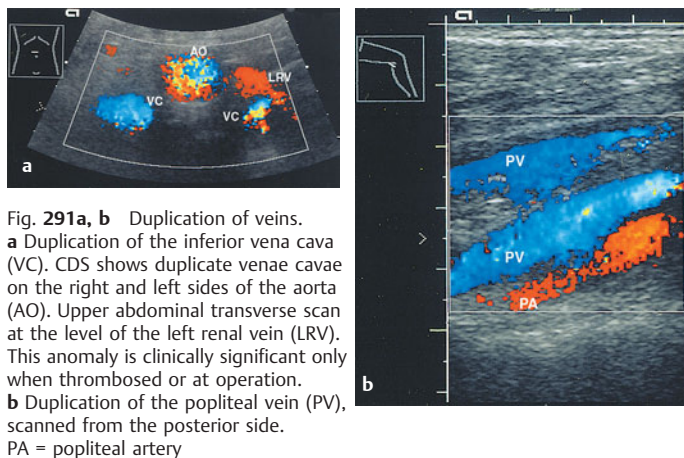 AO
LRV
VC
VC
a
Fig. 291a, b Duplication of veins.
a Duplication of the inferior vena cava
(VC). CDS shows duplicate venae cavae
on the right and left sides of the aorta
(AO). Upper abdominal transverse scan
at the level of the left renal vein (LRV).
This anomaly is clinically significant only
when thrombosed or at operation.
b Duplication of the popliteal vein (PV),
scanned from the posterior side.
PA = popliteal artery
PV
PV
PA
b